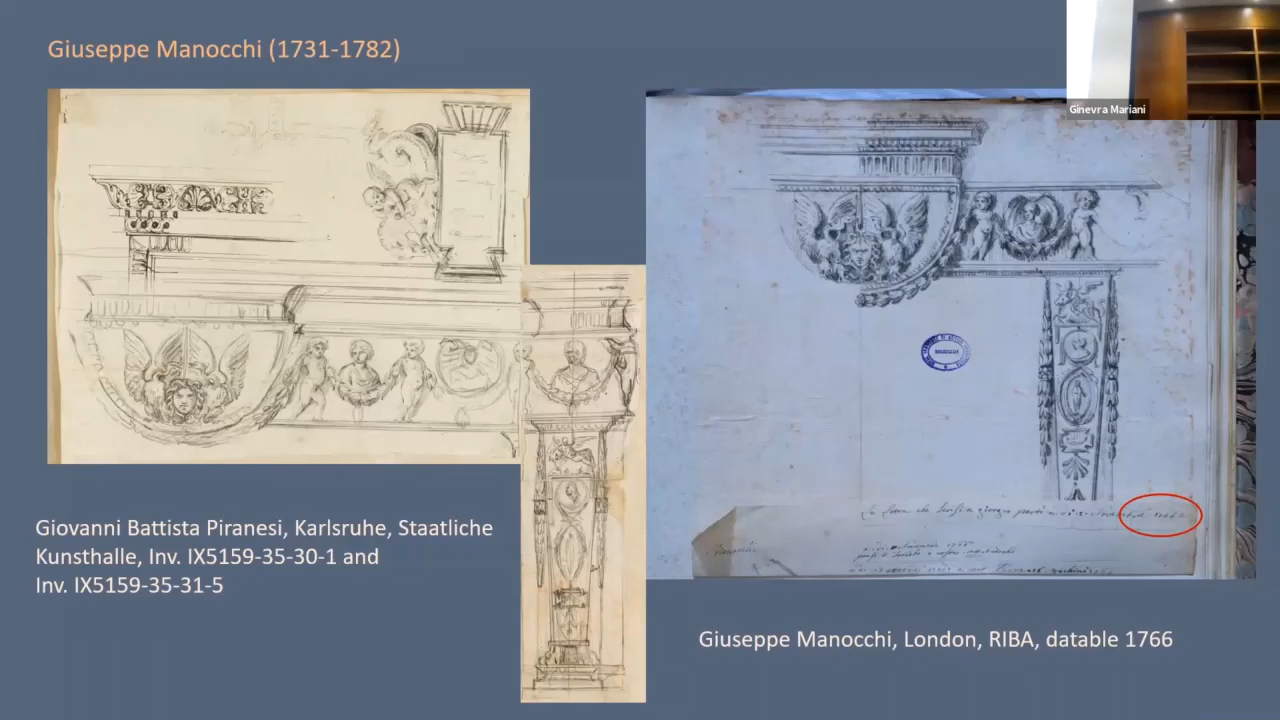 Giuseppe Manocchi (1731-1782)
Ginevra Mariani
Giovanni Battista Piranesi, Karlsruhe, Staatliche
Kunsthalle, Inv. IX5159-35-30-1 and
Inv. IX5159-35-31-5
Giuseppe Manocchi, London, RIBA, datable 1766